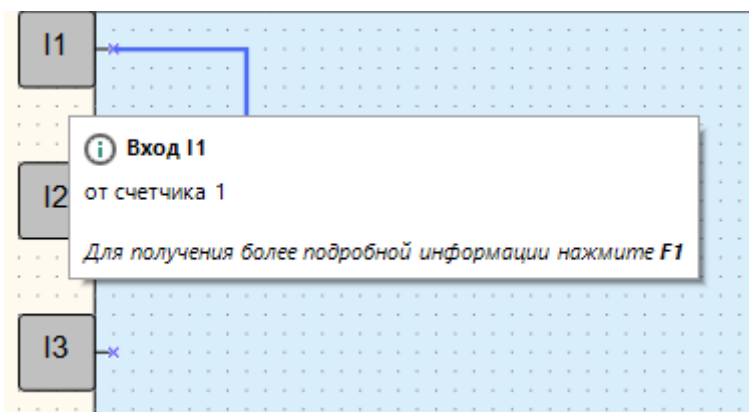 I1
Вход I1
I2
от счетчика 1
Для получения более подробной информации нажмите F1
I3